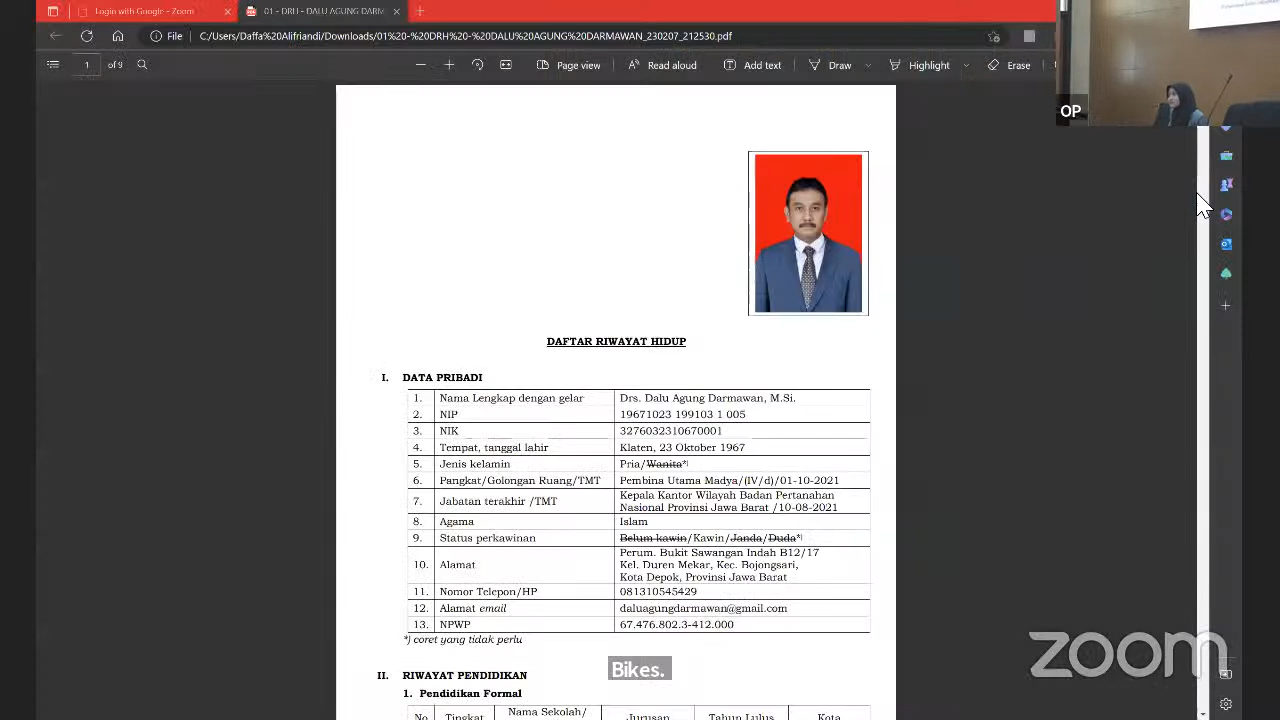 Login with Google - Zoom
01 - DRH - DALU AGUNG DARM
File
C:/Users/Daffa%20Alifriandi/Downloads/01%20-%20DRH%20-%20DALU%20AGUNG%20DARMAWAN_230207_212530.pdf
1 of 9
Page view
Read aloud
Add text
Draw
Highlight
Erase
OP
DAFTAR RIWAYAT HIDUP
I. DATA PRIBADI
1. Nama Lengkap dengan gelar Drs. Dalu Agung Darmawan, M.Si.
2. NIP 19671023 199103 1 005
3. NIK 3276032310670001
4. Tempat, tanggal lahir Klaten, 23 Oktober 1967
5. Jenis kelamin Pria/Wanita*)
6. Pangkat/Golongan Ruang/TMT Pembina Utama Madya/(IV/d)/01-10-2021
7. Jabatan terakhir /TMT Kepala Kantor Wilayah Badan Pertanahan
Nasional Provinsi Jawa Barat /10-08-2021
8. Agama Islam
9. Status perkawinan Belum kawin/Kawin/Janda/Duda*)
10. Alamat Perum. Bukit Sawangan Indah B12/17
Kel. Duren Mekar, Kec. Bojongsari,
Kota Depok, Provinsi Jawa Barat
11. Nomor Telepon/HP 081310545429
12. Alamat email daluagungdarmawan@gmail.com
13. NPWP 67.476.802.3-412.000
*) coret yang tidak perlu
II. RIWAYAT PENDIDIKAN
1. Pendidikan Formal
No Tingkat Nama Sekolah/ Jurusan Tahun Lulus Kota
Bikes.
zoom